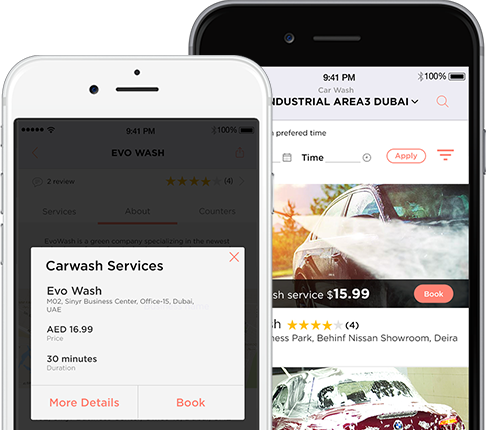 9:41 PM
100%
EVO WASH
2 review
(4)
Services
About
Counters
EvoWash is a green company specializing in the newest
Carwash Services
Evo Wash
M02, Sinyr Business Center, Office-15, Dubai,
UAE
AED 16.99
Price
30 minutes
Duration
More Details
Book
9:41 PM
100%
Car Wash
NDUSTRIAL AREA3 DUBAI
prefered time
Time
Apply
sh service $15.99
Book
sh
(4)
ness Park, Behinf Nissan Showroom, Deira